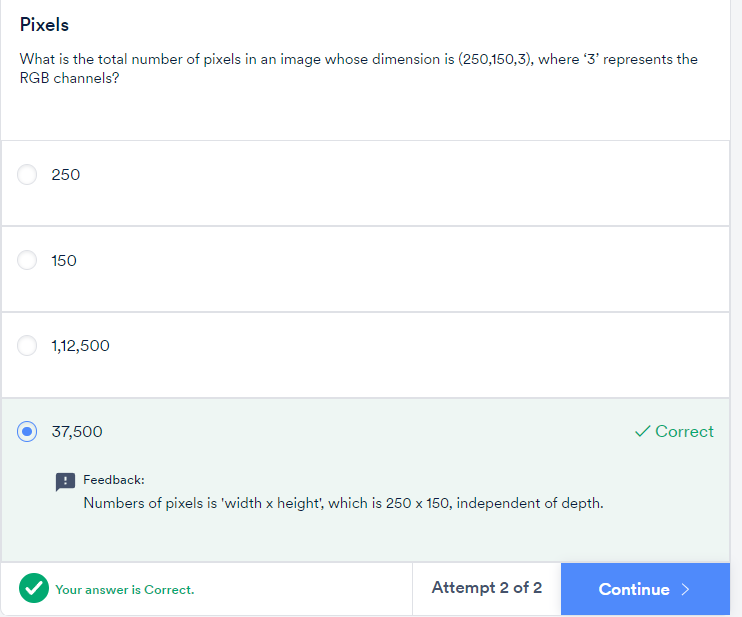 Pixels
What is the total number of pixels in an image whose dimension is (250,150,3), where ‘3’ represents the
RGB channels?
250
150
1,12,500
37,500
Correct
Feedback:
Numbers of pixels is 'width x height', which is 250 x 150, independent of depth.
Your answer is Correct.
Attempt 2 of 2
Continue